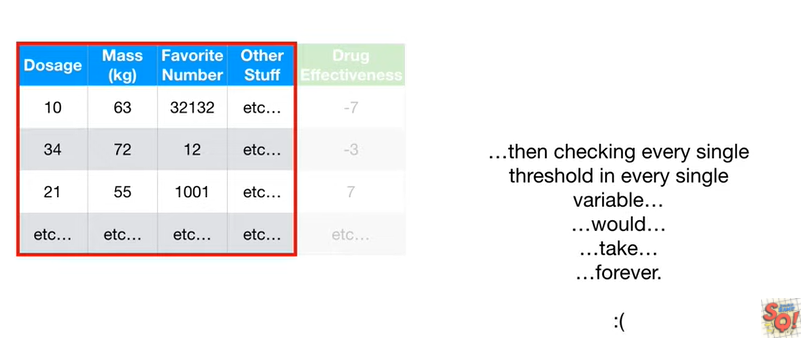 Dosage Mass (kg) Favorite Number Other Stuff Drug Effectiveness
10 63 32132 etc… -7
34 72 12 etc… -3
21 55 1001 etc… 7
etc… etc… etc… etc… etc…
…then checking every single
threshold in every single
variable…
…would…
…take…
…forever.
:(
SQ!